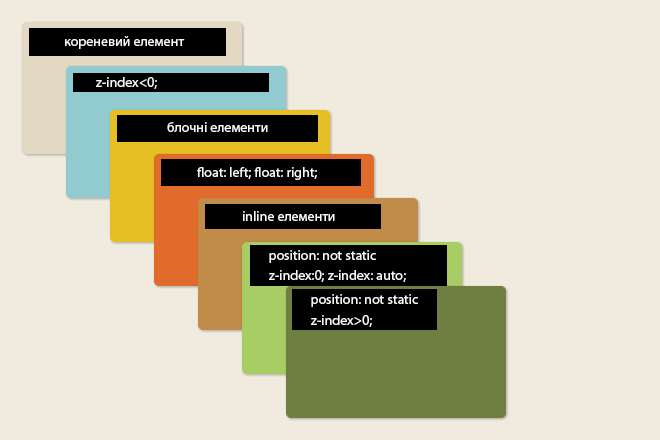 кореневий елемент
z-index<0;
блочні елементи
float: left; float: right;
inline елементи
position: not static
z-index:0; z-index: auto;
position: not static
z-index>0;